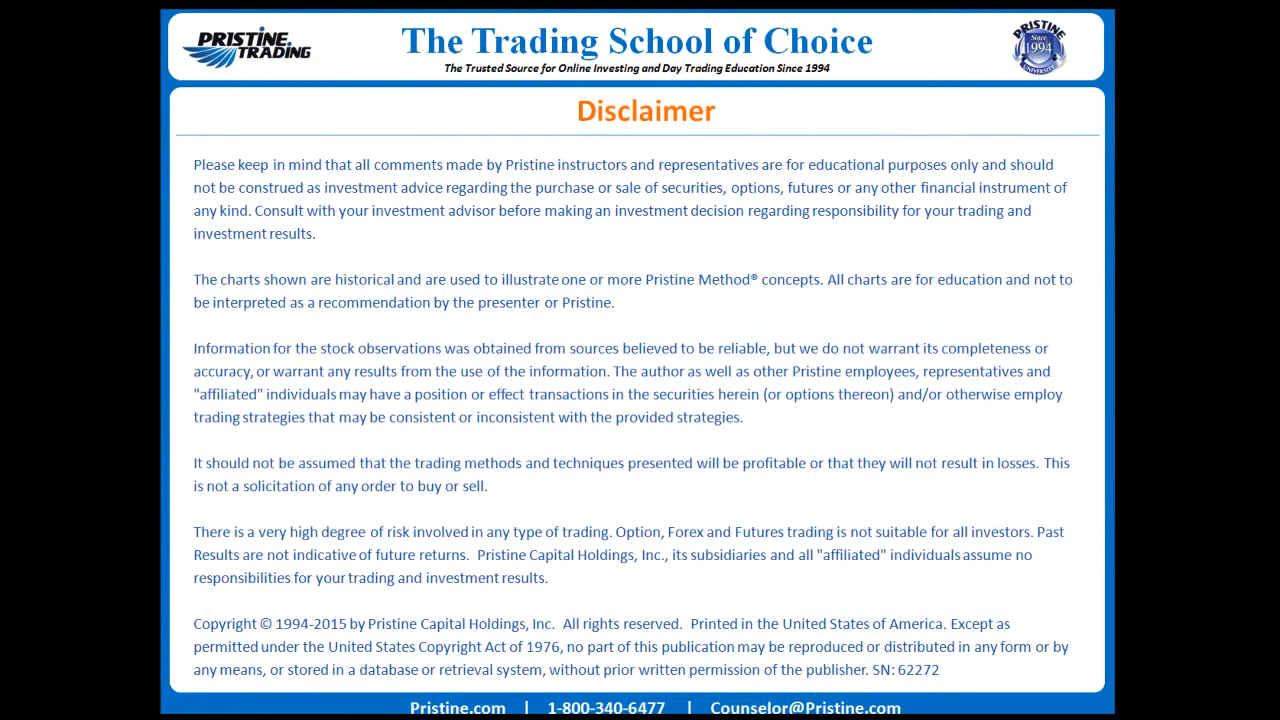 PRISTINE
TRADING
The Trading School of Choice
The Trusted Source for Online Investing and Day Trading Education Since 1994
PRISTINE
Since
1994
UNIVERSITY
Disclaimer
Please keep in mind that all comments made by Pristine instructors and representatives are for educational purposes only and should
not be construed as investment advice regarding the purchase or sale of securities, options, futures or any other financial instrument of
any kind. Consult with your investment advisor before making an investment decision regarding responsibility for your trading and
investment results.
The charts shown are historical and are used to illustrate one or more Pristine Method® concepts. All charts are for education and not to
be interpreted as a recommendation by the presenter or Pristine.
Information for the stock observations was obtained from sources believed to be reliable, but we do not warrant its completeness or
accuracy, or warrant any results from the use of the information. The author as well as other Pristine employees, representatives and
"affiliated" individuals may have a position or effect transactions in the securities herein (or options thereon) and/or otherwise employ
trading strategies that may be consistent or inconsistent with the provided strategies.
It should not be assumed that the trading methods and techniques presented will be profitable or that they will not result in losses. This
is not a solicitation of any order to buy or sell.
There is a very high degree of risk involved in any type of trading. Option, Forex and Futures trading is not suitable for all investors. Past
Results are not indicative of future returns. Pristine Capital Holdings, Inc., its subsidiaries and all "affiliated" individuals assume no
responsibilities for your trading and investment results.
Copyright © 1994-2015 by Pristine Capital Holdings, Inc. All rights reserved. Printed in the United States of America. Except as
permitted under the United States Copyright Act of 1976, no part of this publication may be reproduced or distributed in any form or by
any means, or stored in a database or retrieval system, without prior written permission of the publisher. SN: 62272
Pristine.com | 1-800-340-6477 | Counselor@Pristine.com